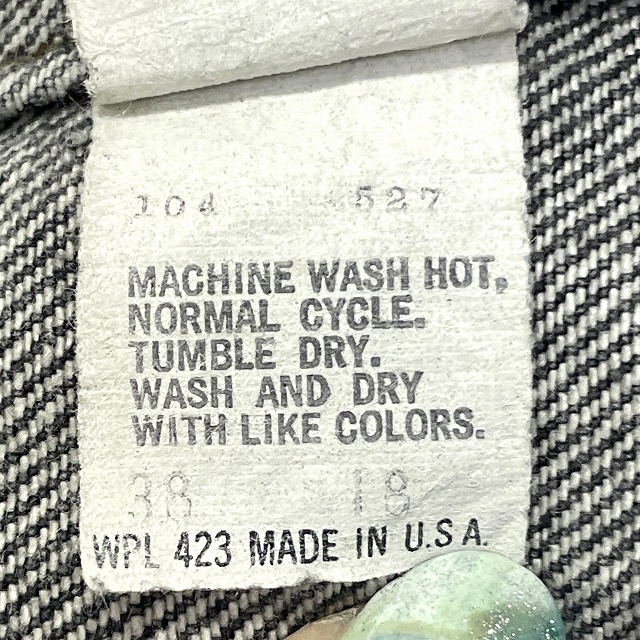 104 527
MACHINE WASH HOT.
NORMAL CYCLE.
TUMBLE DRY.
WASH AND DRY
WITH LIKE COLORS.
38 18
WPL 423 MADE IN U.S.A.